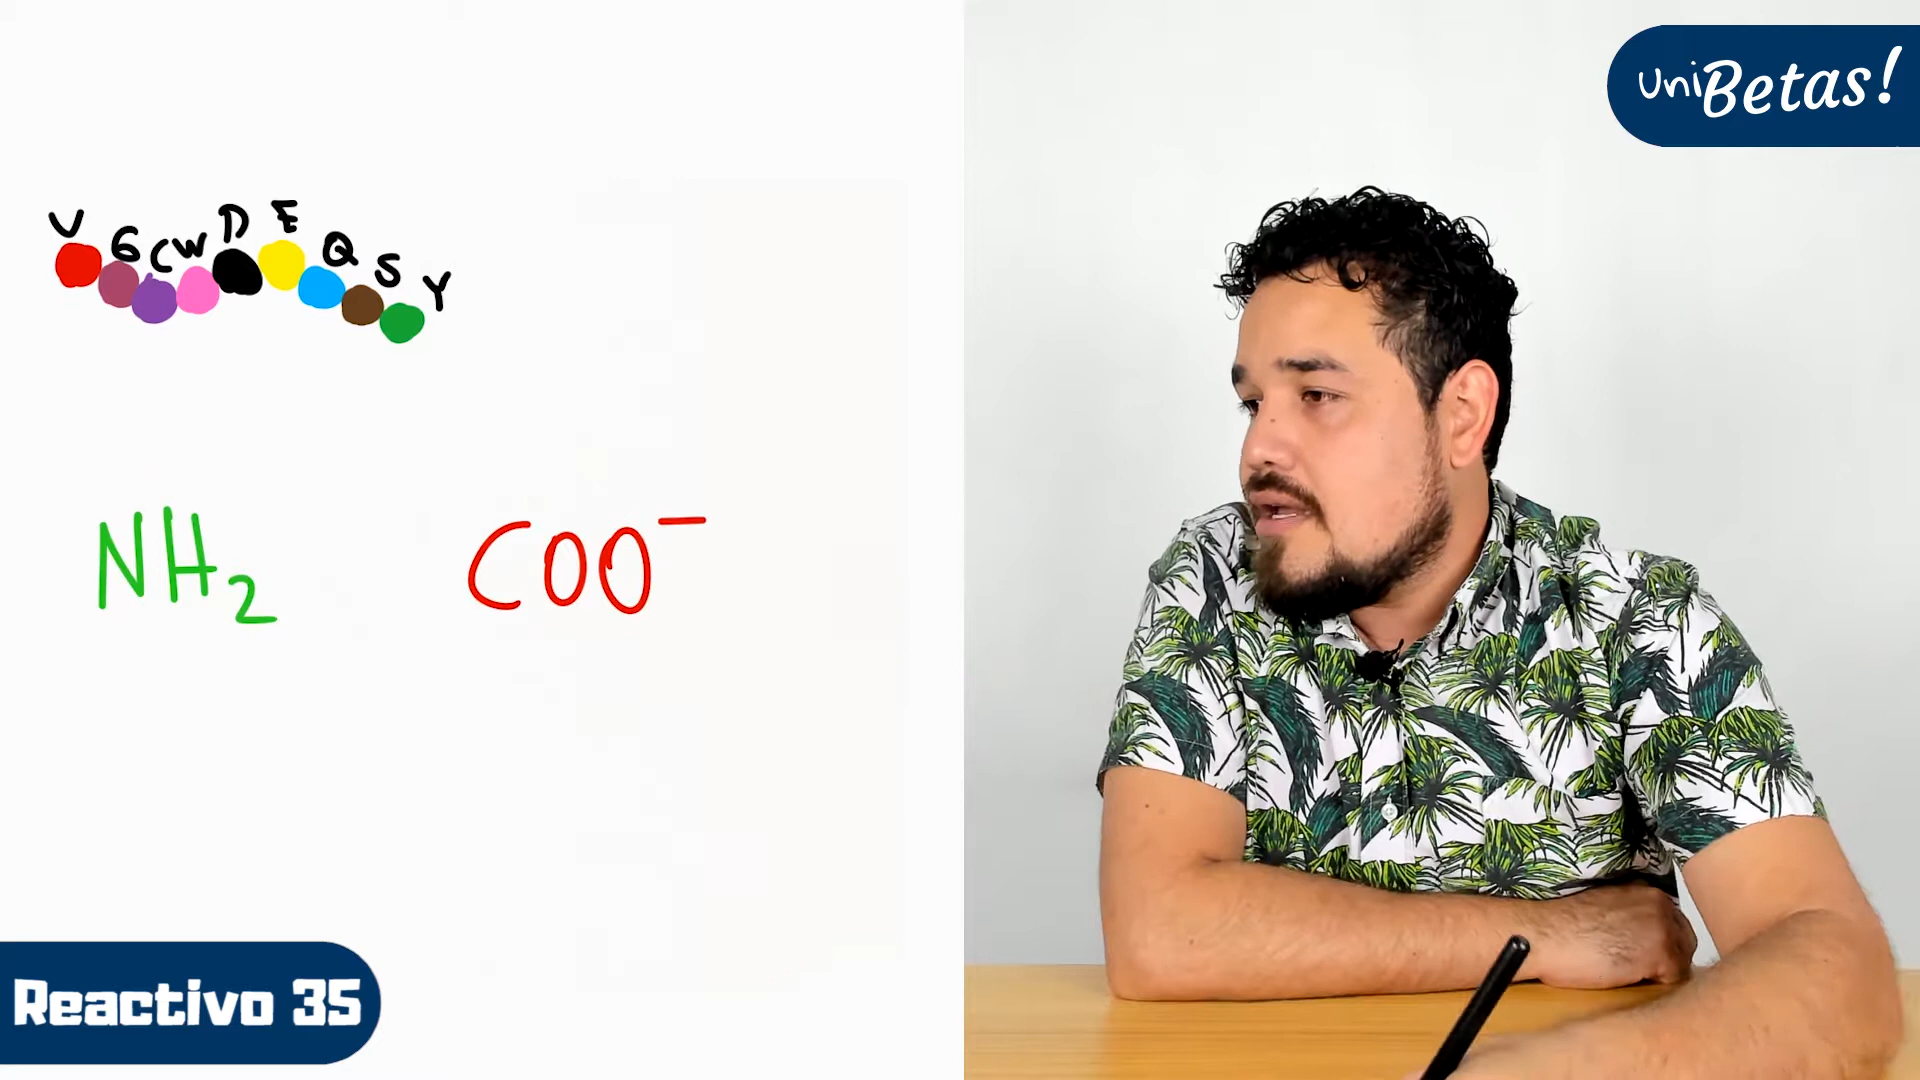 uniBetas!
V G C W D E Q S Y
NH₂ COO⁻
Reactivo 35